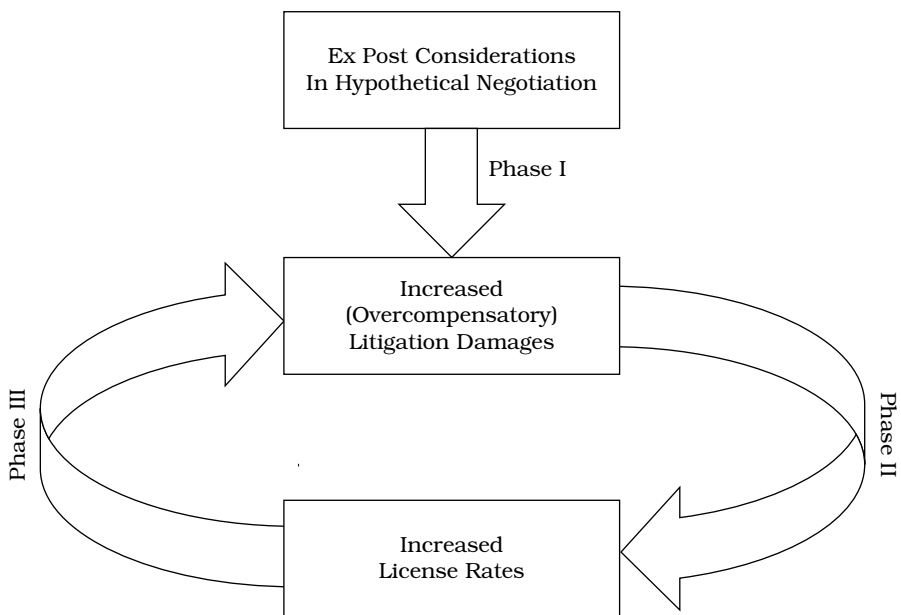 Ex Post Considerations
In Hypothetical Negotiation
Phase I
Increased
(Overcompensatory)
Litigation Damages
Phase III
Phase II
Increased
License Rates